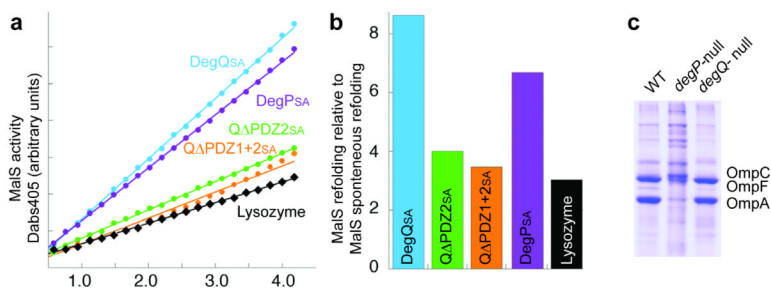 a
MalS activity
Dabs405 (arbitrary units)
DegQSA
DegPSA
QΔPDZ2SA
QΔPDZ1+2SA
Lysozyme
1.0 2.0 3.0 4.0
b
MalS refolding relative to
MalS sponteneous refolding
8
6
4
2
0
DegQSA
QΔPDZ2SA
QΔPDZ1+2SA
DegPSA
Lysozyme
c
WT
degP-null
degQ- null
OmpC
OmpF
OmpA